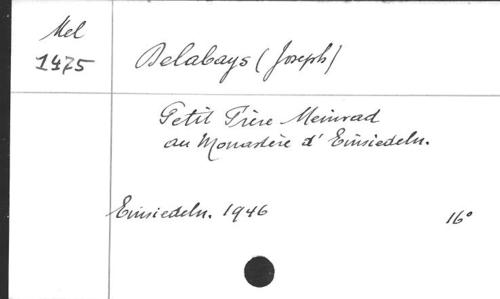 Mel
1475
Delabays (Joseph)
Petit Frère Meinrad
au Monastère d'Einsiedeln.
Einsiedeln. 1946
16°